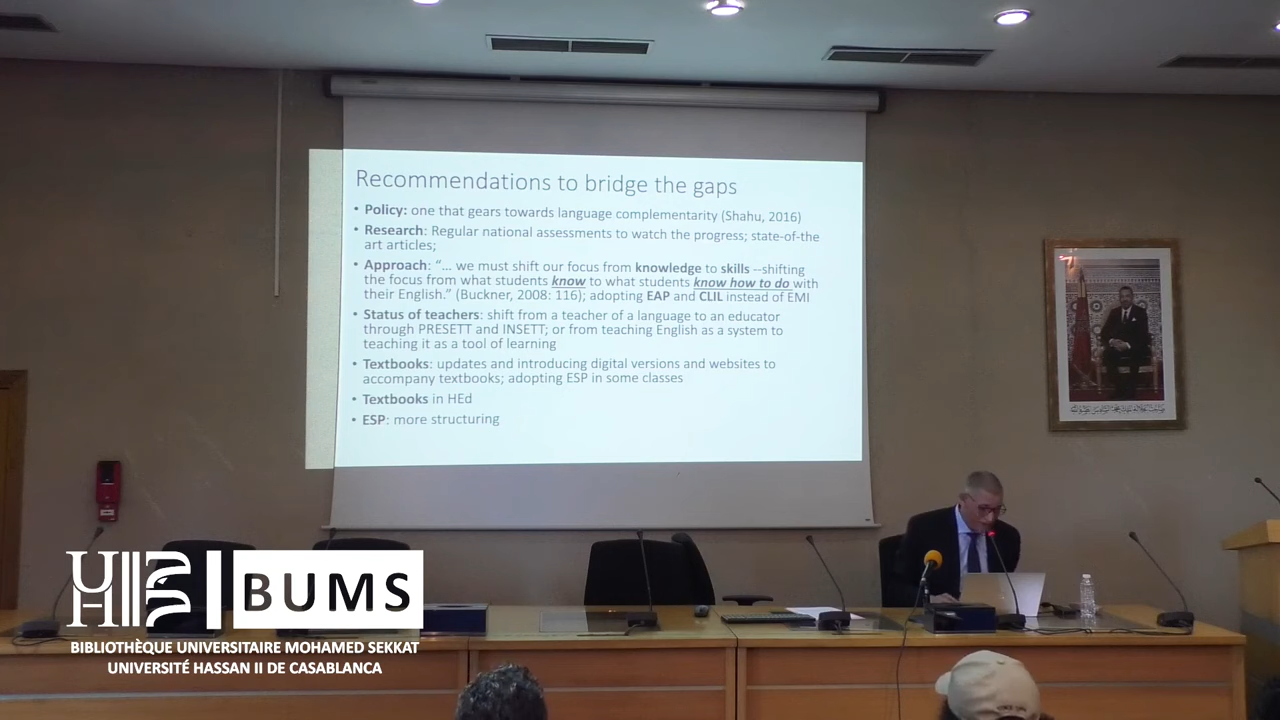 Recommendations to bridge the gaps
• Policy: one that gears towards language complementarity (Shahu, 2016)
• Research: Regular national assessments to watch the progress; state-of-the
art articles;
• Approach: “... we must shift our focus from knowledge to skills --shifting
the focus from what students know to what students know how to do with
their English.” (Buckner, 2008: 116); adopting EAP and CLIL instead of EMI
• Status of teachers: shift from a teacher of a language to an educator
through PRESETT and INSETT; or from teaching English as a system to
teaching it as a tool of learning
• Textbooks: updates and introducing digital versions and websites to
accompany textbooks; adopting ESP in some classes
• Textbooks in HEd
• ESP: more structuring
BUMS
BIBLIOTHÈQUE UNIVERSITAIRE MOHAMED SEKKAT
UNIVERSITÉ HASSAN II DE CASABLANCA